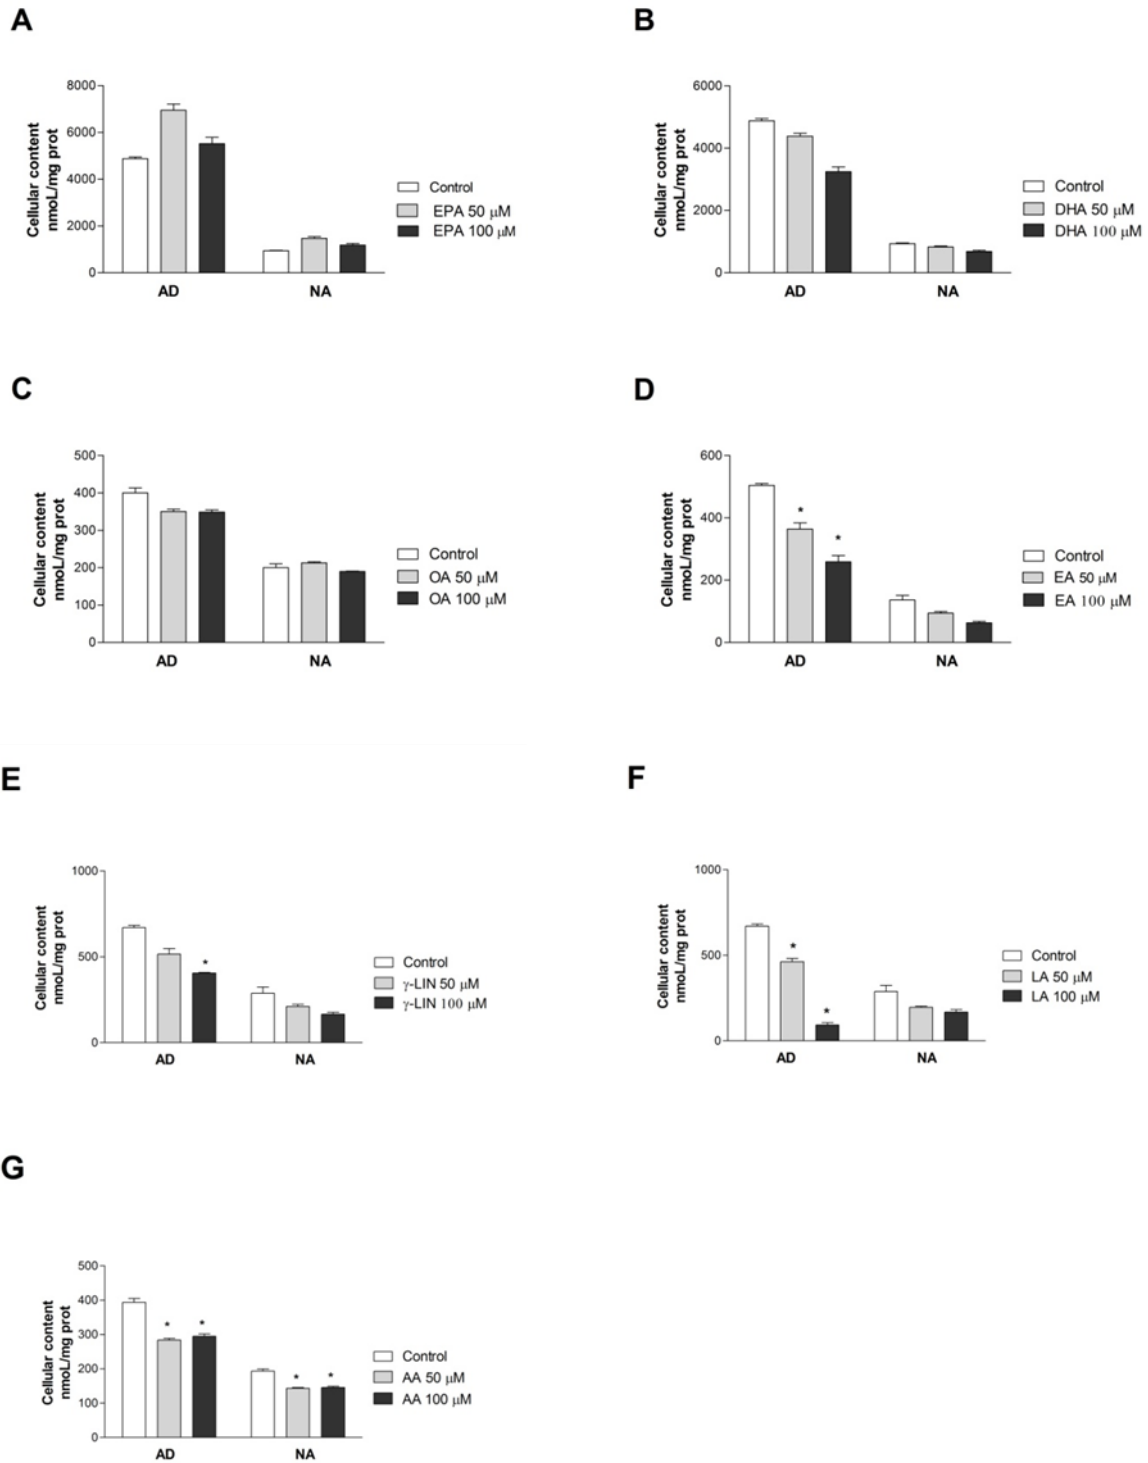 A
Cellular content
nmoL/mg prot
8000
6000
4000
2000
0
AD
NA
Control
EPA 50 μM
EPA 100 μM
B
Cellular content
nmoL/mg prot
6000
4000
2000
0
AD
NA
Control
DHA 50 μM
DHA 100 μM
C
Cellular content
nmoL/mg prot
500
400
300
200
100
0
AD
NA
Control
OA 50 μM
OA 100 μM
D
Cellular content
nmoL/mg prot
600
400
200
0
*
*
AD
NA
Control
EA 50 μM
EA 100 μM
E
Cellular content
nmoL/mg prot
1000
500
0
*
AD
NA
Control
γ-LIN 50 μM
γ-LIN 100 μM
F
Cellular content
nmoL/mg prot
1000
500
0
*
*
AD
NA
Control
LA 50 μM
LA 100 μM
G
Cellular content
nmoL/mg prot
500
400
300
200
100
0
*
*
*
*
AD
NA
Control
AA 50 μM
AA 100 μM